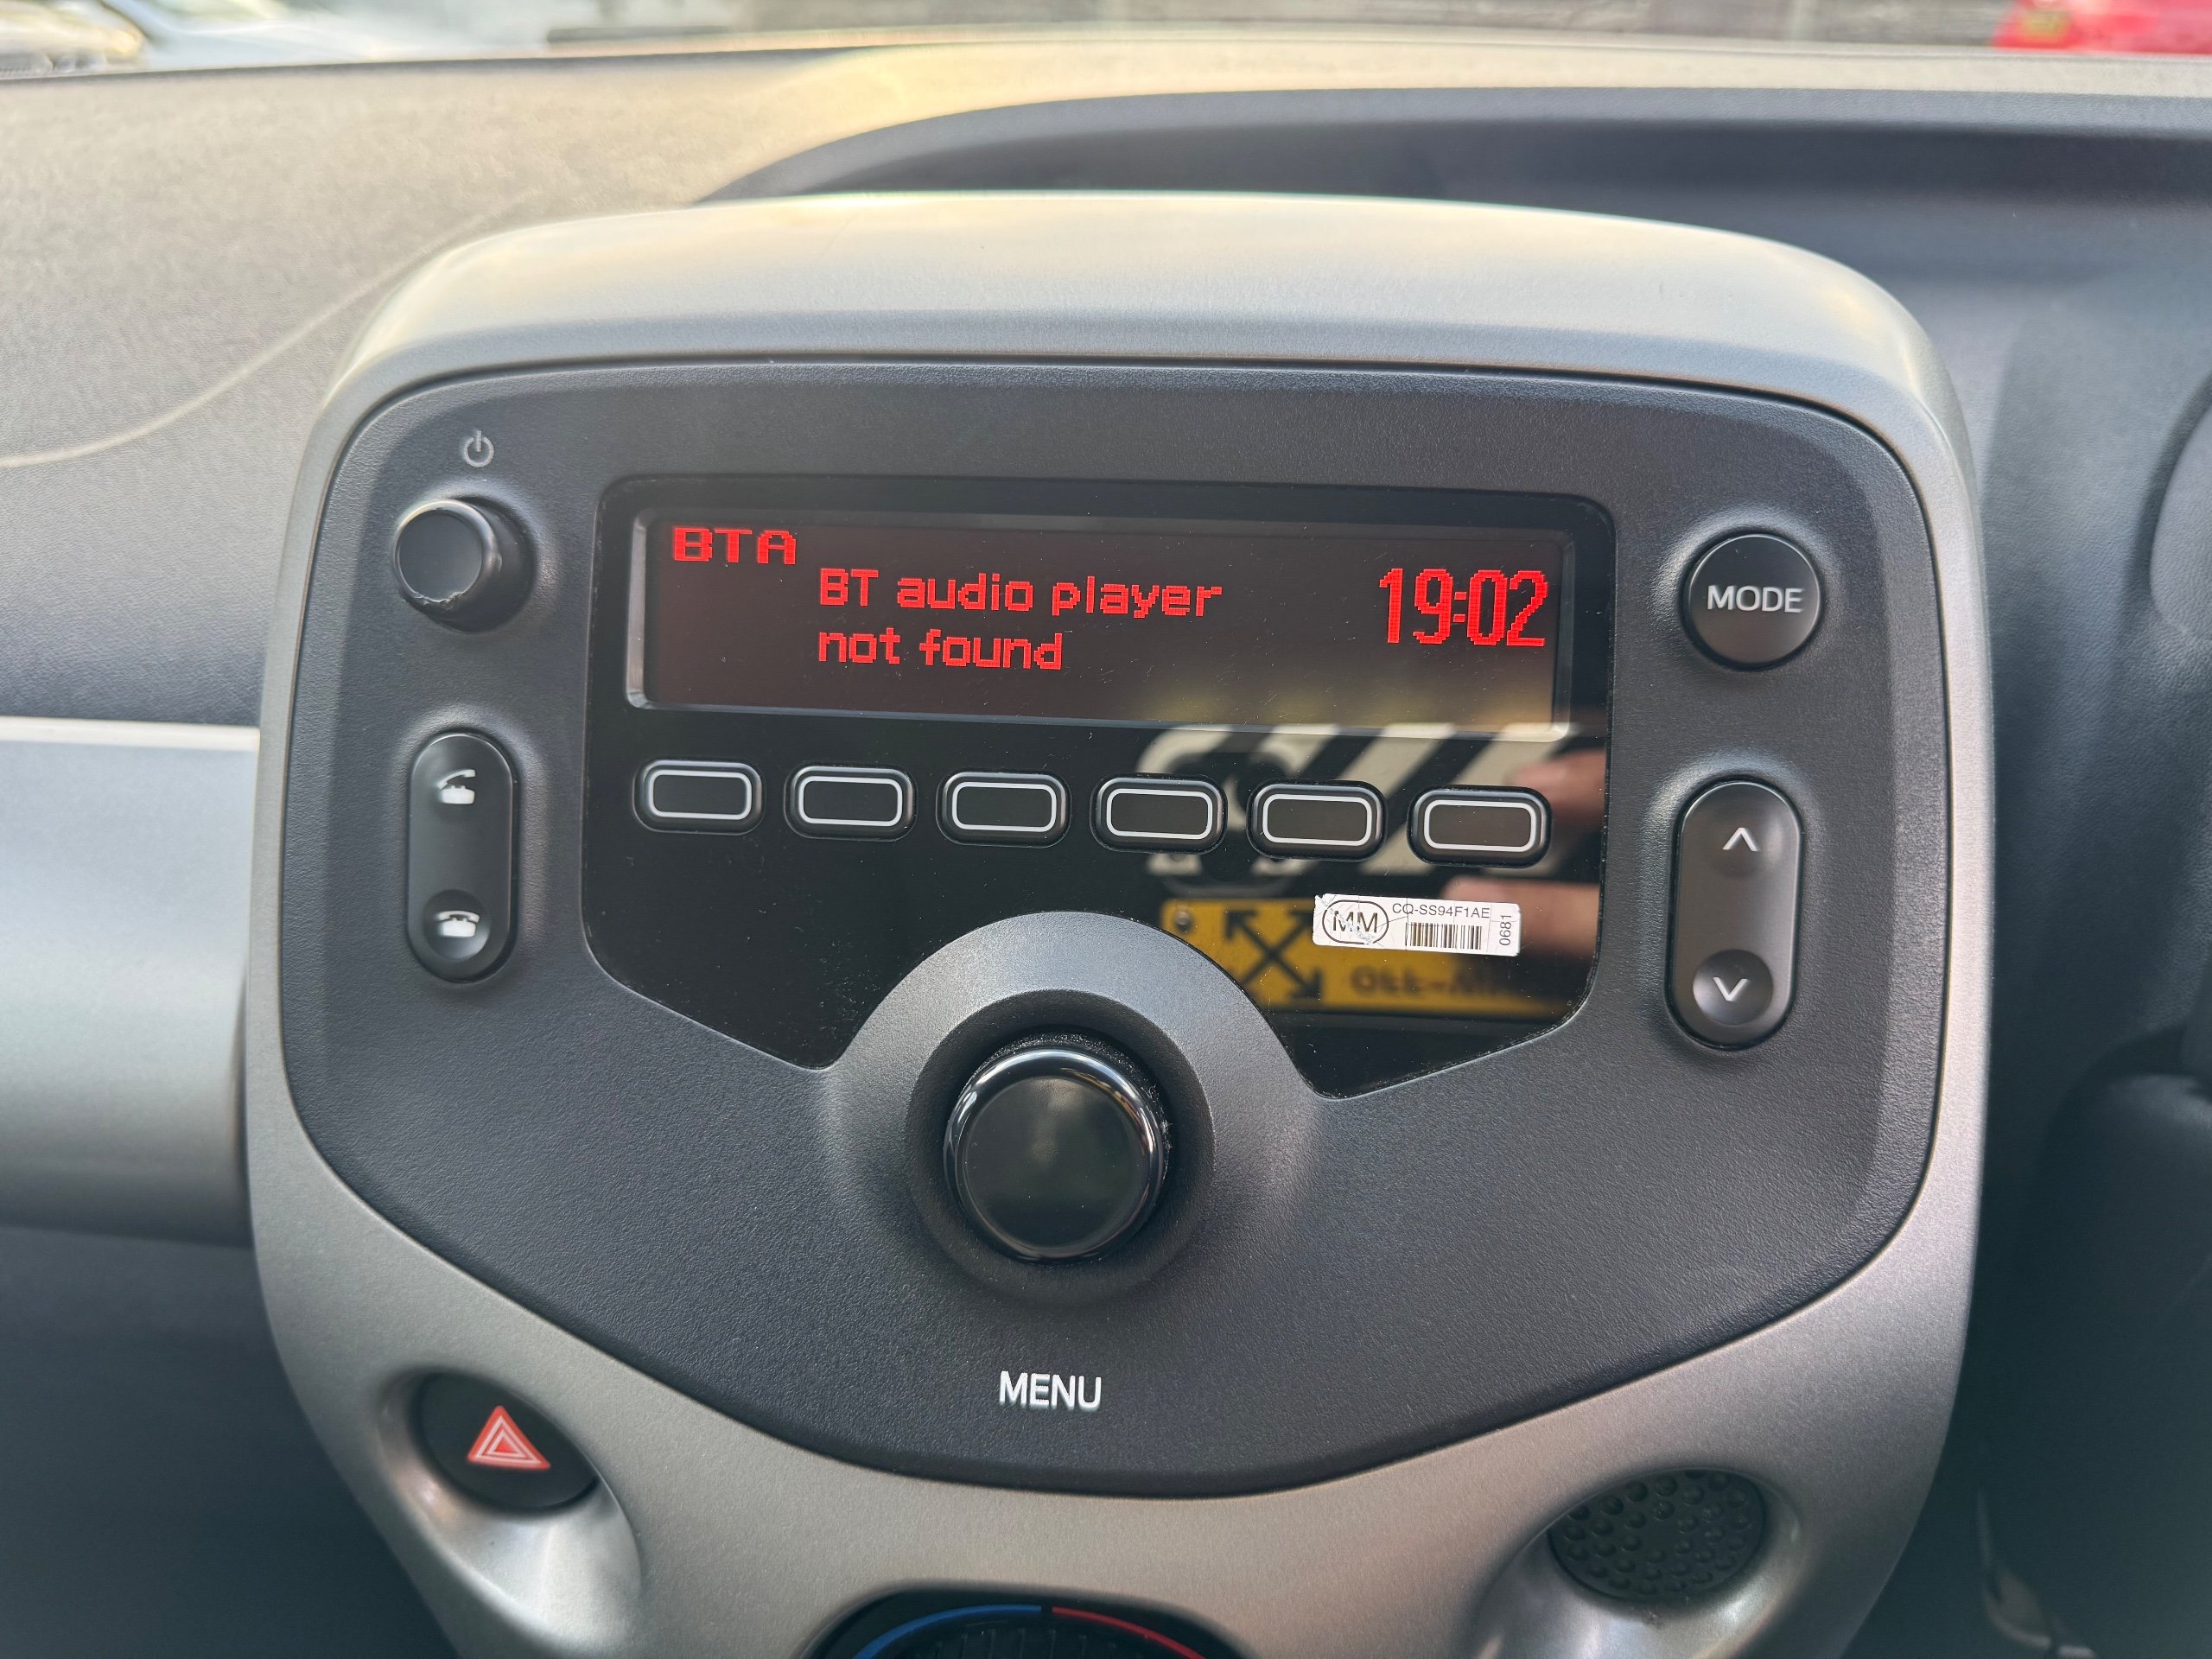 BTA
BT audio player
not found
19:02
MODE
MM
CQ-SS94F1AE
0681
MENU